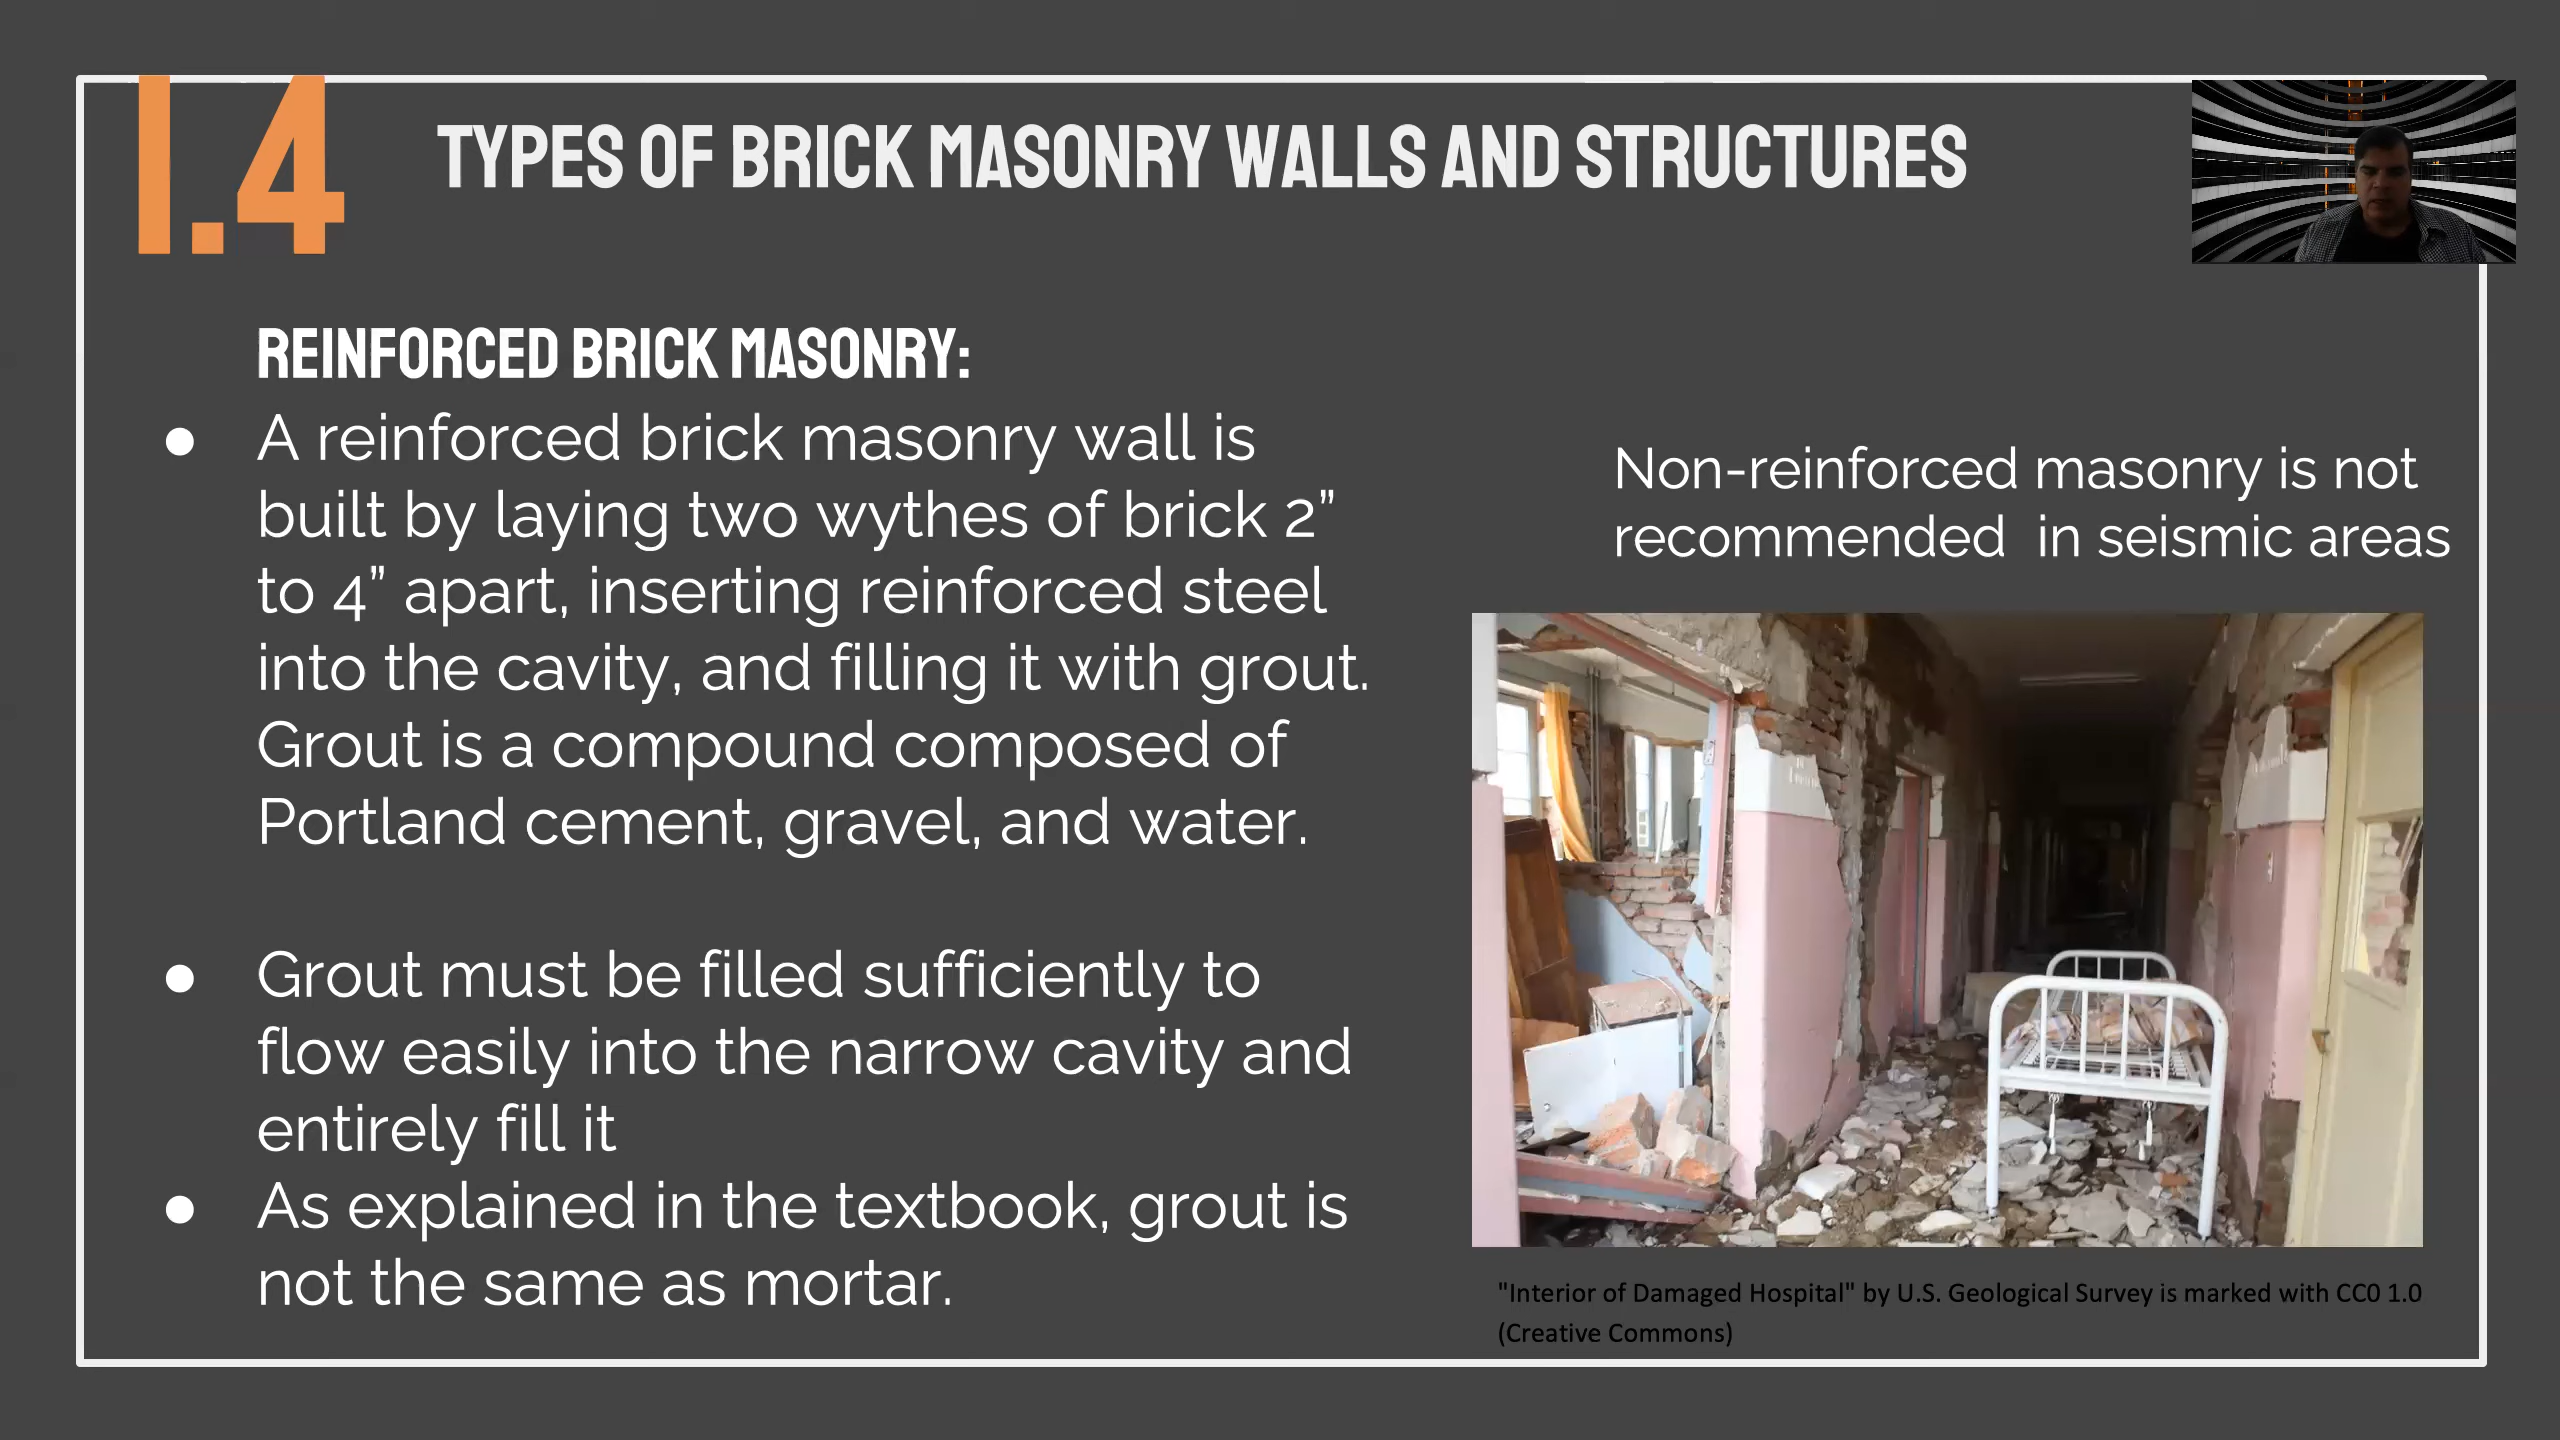 1.4
TYPES OF BRICK MASONRY WALLS AND STRUCTURES
REINFORCED BRICK MASONRY:
● A reinforced brick masonry wall is
built by laying two wythes of brick 2”
to 4” apart, inserting reinforced steel
into the cavity, and filling it with grout.
Grout is a compound composed of
Portland cement, gravel, and water.
● Grout must be filled sufficiently to
flow easily into the narrow cavity and
entirely fill it
● As explained in the textbook, grout is
not the same as mortar.
Non-reinforced masonry is not
recommended  in seismic areas
"Interior of Damaged Hospital" by U.S. Geological Survey is marked with CC0 1.0
(Creative Commons)